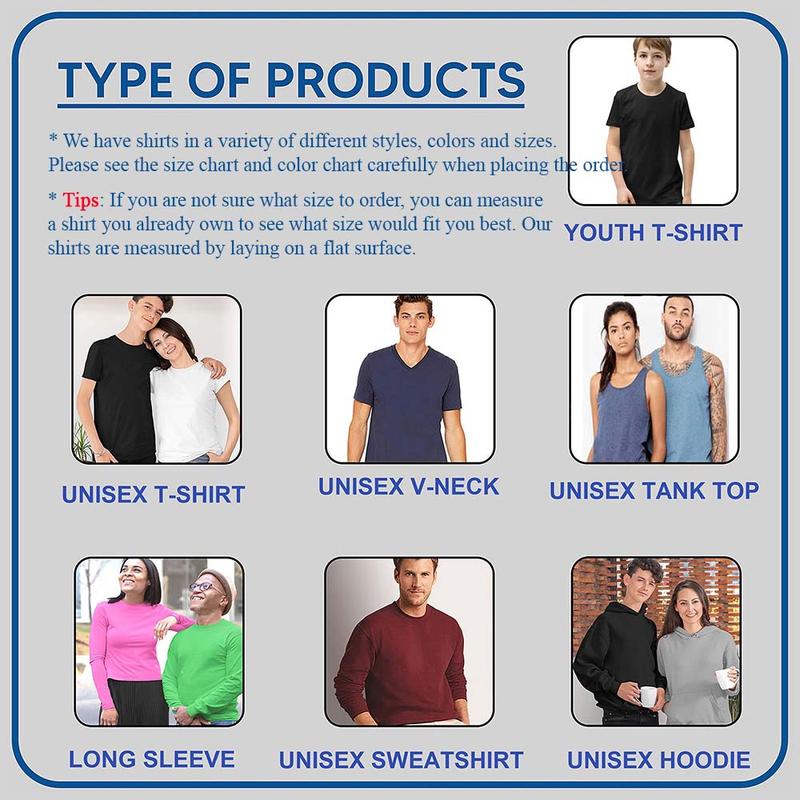 TYPE OF PRODUCTS
* We have shirts in a variety of different styles, colors and sizes.
Please see the size chart and color chart carefully when placing the order.
* Tips: If you are not sure what size to order, you can measure
a shirt you already own to see what size would fit you best. Our
shirts are measured by laying on a flat surface.
YOUTH T-SHIRT
UNISEX T-SHIRT
UNISEX V-NECK
UNISEX TANK TOP
LONG SLEEVE
UNISEX SWEATSHIRT
UNISEX HOODIE